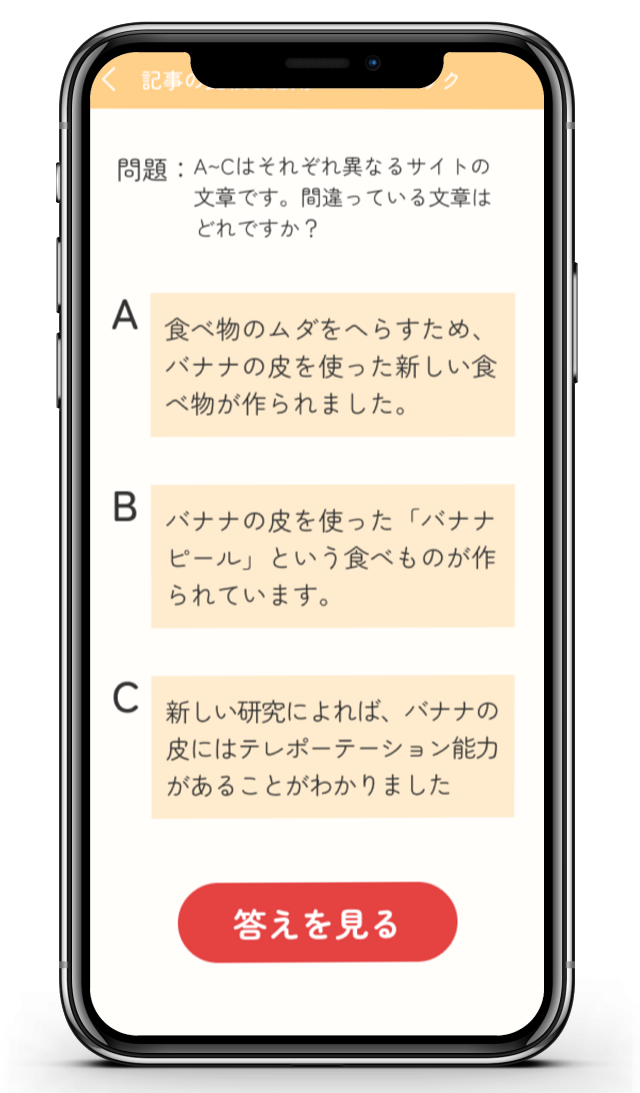 記事の
ク
問題：A~Cはそれぞれ異なるサイトの
文章です。間違っている文章は
どれですか？
A
食べ物のムダをへらすため、
バナナの皮を使った新しい食
べ物が作られました。
B
バナナの皮を使った「バナナ
ピール」という食べものが作
られています。
C
新しい研究によれば、バナナの
皮にはテレポーテーション能力
があることがわかりました
答えを見る